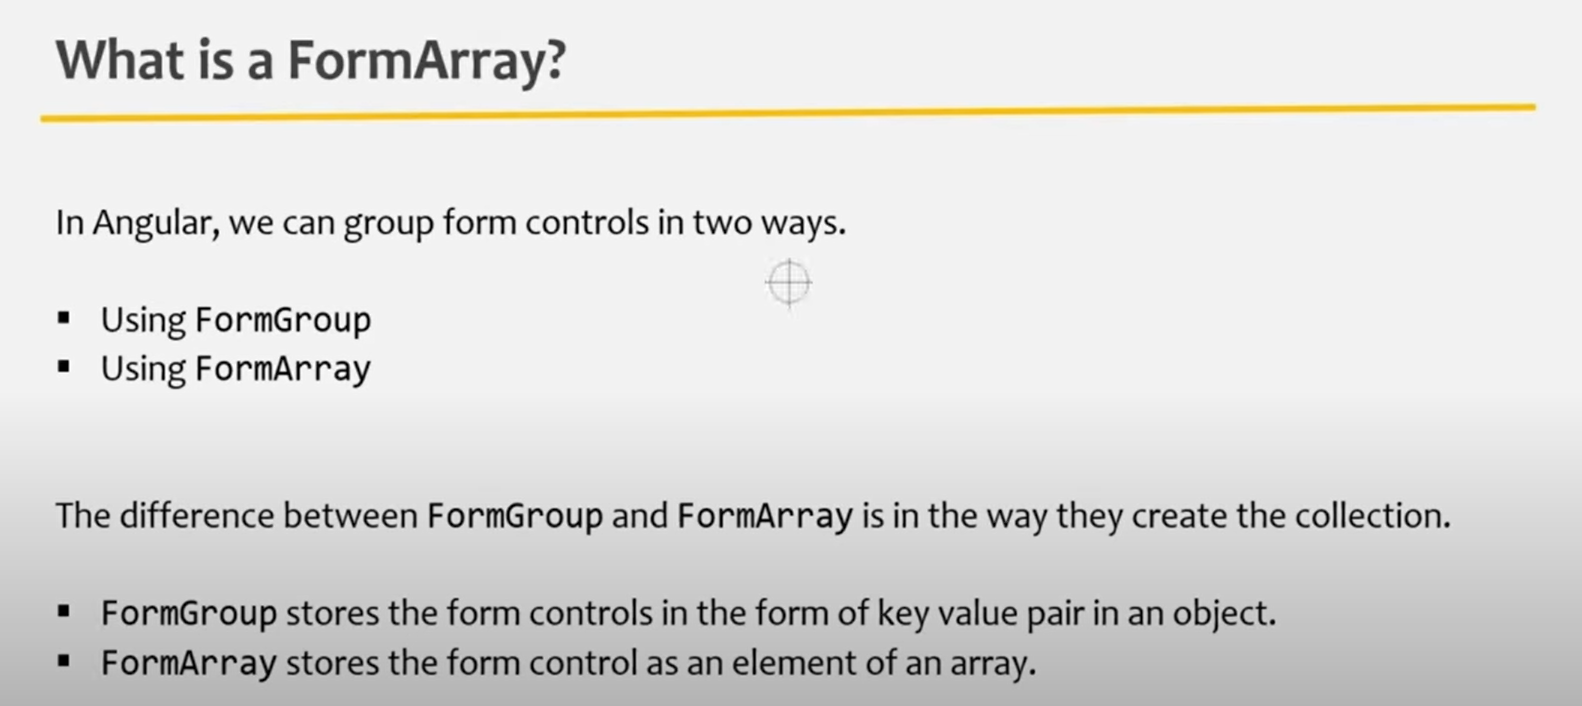 What is a FormArray?
In Angular, we can group form controls in two ways.
▪ Using FormGroup
▪ Using FormArray
The difference between FormGroup and FormArray is in the way they create the collection.
▪ FormGroup stores the form controls in the form of key value pair in an object.
▪ FormArray stores the form control as an element of an array.